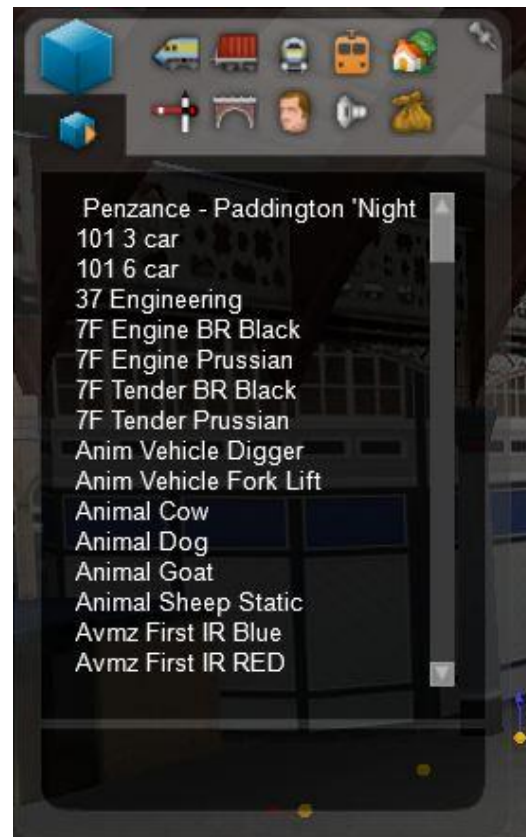 Penzance - Paddington 'Night
101 3 car
101 6 car
37 Engineering
7F Engine BR Black
7F Engine Prussian
7F Tender BR Black
7F Tender Prussian
Anim Vehicle Digger
Anim Vehicle Fork Lift
Animal Cow
Animal Dog
Animal Goat
Animal Sheep Static
Avmz First IR Blue
Avmz First IR RED